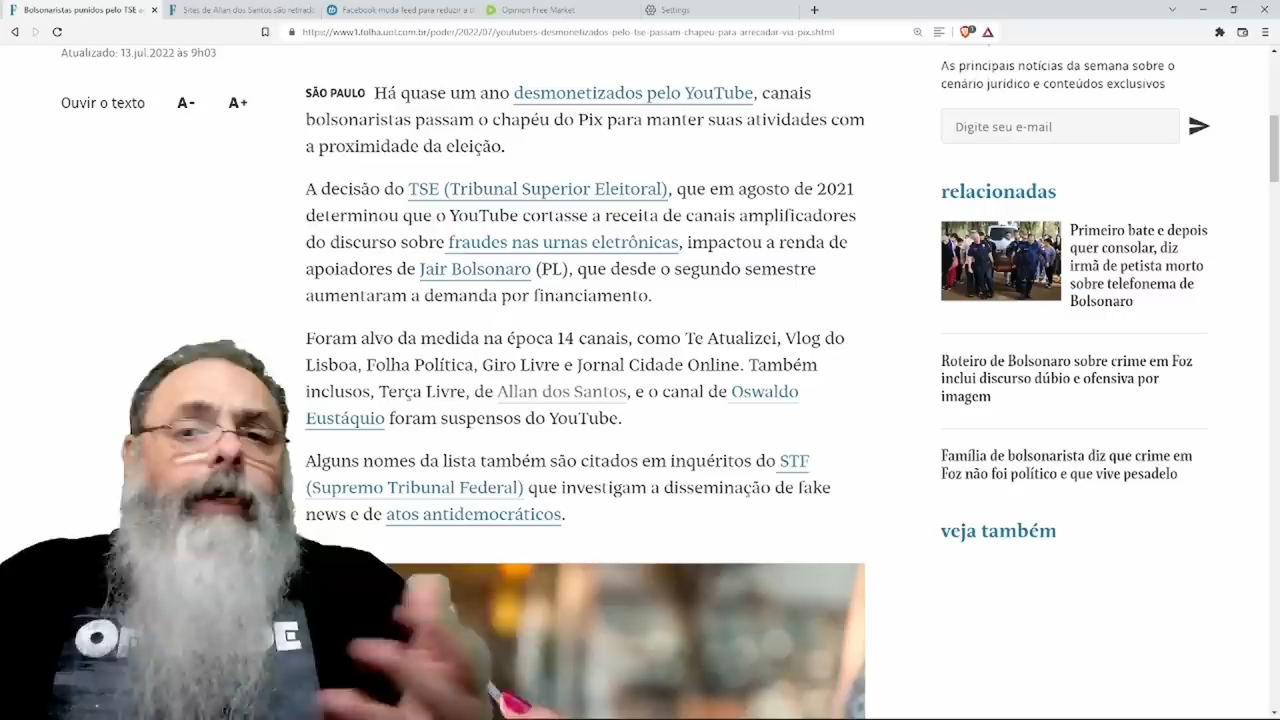 Bolsonaristas punidos pelo TSE
Sites de Allan dos Santos são retirad
Facebook muda feed para reduzir a d
Opinion Free Market
Settings
https://www1.folha.uol.com.br/poder/2022/07/youtubers-desmonetizados-pelo-tse-passam-chapeu-para-arrecadar-via-pix.shtml
Atualizado: 13.jul.2022 às 9h03
Ouvir o texto A- A+
SÃO PAULO Há quase um ano desmonetizados pelo YouTube, canais
bolsonaristas passam o chapéu do Pix para manter suas atividades com
a proximidade da eleição.
A decisão do TSE (Tribunal Superior Eleitoral), que em agosto de 2021
determinou que o YouTube cortasse a receita de canais amplificadores
do discurso sobre fraudes nas urnas eletrônicas, impactou a renda de
apoiadores de Jair Bolsonaro (PL), que desde o segundo semestre
aumentaram a demanda por financiamento.
Foram alvo da medida na época 14 canais, como Te Atualizei, Vlog do
Lisboa, Folha Política, Giro Livre e Jornal Cidade Online. Também
inclusos, Terça Livre, de Allan dos Santos, e o canal de Oswaldo
Eustáquio foram suspensos do YouTube.
Alguns nomes da lista também são citados em inquéritos do STF
(Supremo Tribunal Federal) que investigam a disseminação de fake
news e de atos antidemocráticos.
As principais notícias da semana sobre o
cenário jurídico e conteúdos exclusivos
Digite seu e-mail
relacionadas
Primeiro bate e depois
quer consolar, diz
irmã de petista morto
sobre telefonema de
Bolsonaro
Roteiro de Bolsonaro sobre crime em Foz
inclui discurso dúbio e ofensiva por
imagem
Família de bolsonarista diz que crime em
Foz não foi político e que vive pesadelo
veja também